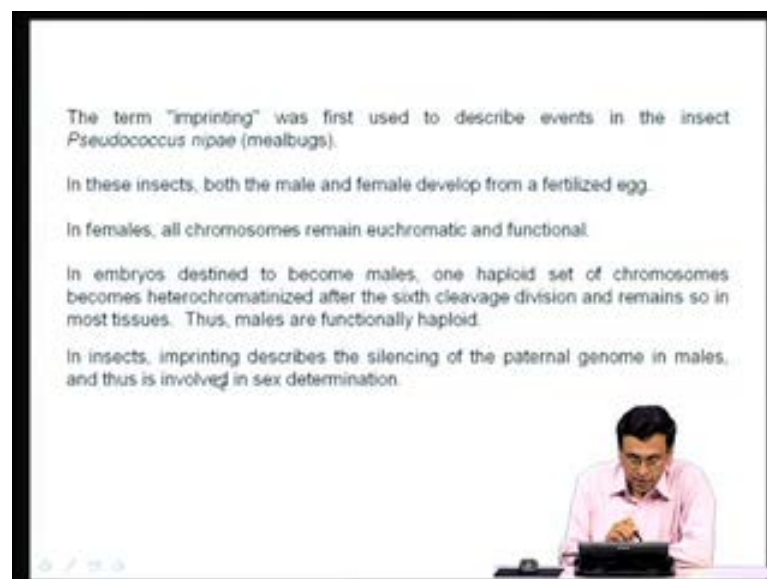 The term "imprinting" was first used to describe events in the insect
Pseudococcus nipae (mealbugs).
In these insects, both the male and female develop from a fertilized egg.
In females, all chromosomes remain euchromatic and functional.
In embryos destined to become males, one haploid set of chromosomes
becomes heterochromatinized after the sixth cleavage division and remains so in
most tissues. Thus, males are functionally haploid.
In insects, imprinting describes the silencing of the paternal genome in males,
and thus is involved in sex determination.